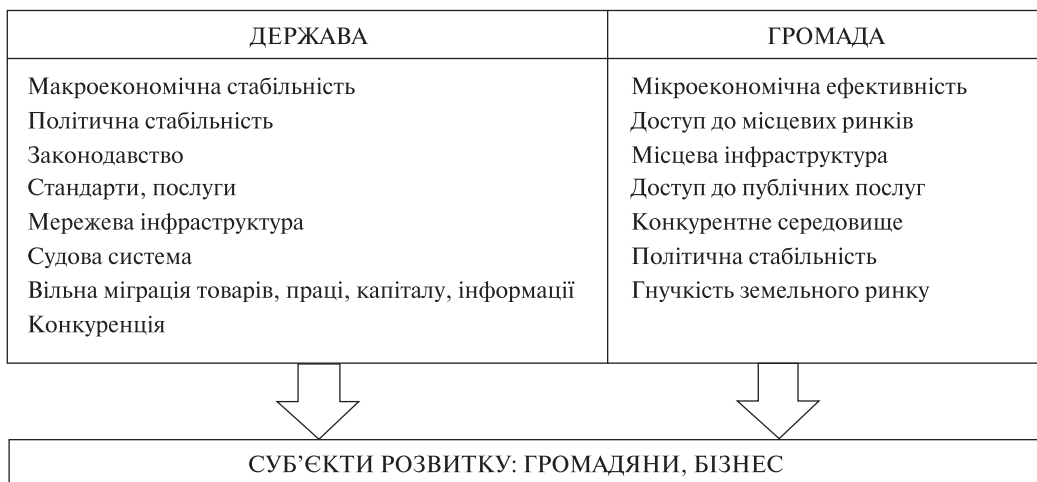 ДЕРЖАВА
Макроекономічна стабільність
Політична стабільність
Законодавство
Стандарти, послуги
Мережева інфраструктура
Судова система
Вільна міграція товарів, праці, капіталу, інформації
Конкуренція
ГРОМАДА
Мікроекономічна ефективність
Доступ до місцевих ринків
Місцева інфраструктура
Доступ до публічних послуг
Конкурентне середовище
Політична стабільність
Гнучкість земельного ринку
СУБ’ЄКТИ РОЗВИТКУ: ГРОМАДЯНИ, БІЗНЕС